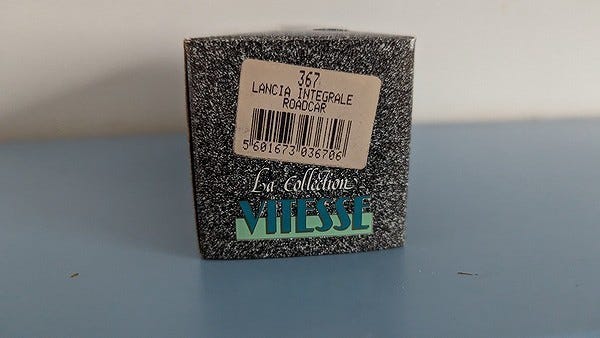 367
LANCIA INTEGRALE
ROADCAR
5 601673 036706
La Collection
VITESSE